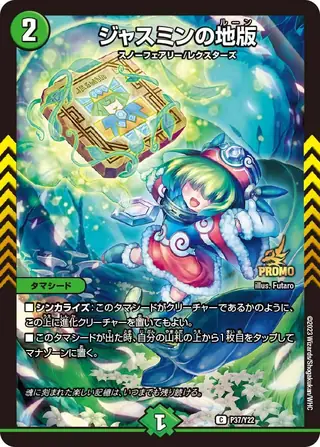 2
ルーン
ジャスミンの地版
スノーフェアリー/レクスターズ
PROMO
illus. Futaro
タマシード
■シンカライズ：このタマシードがクリーチャーであるかのように、
この上に進化クリーチャーを置いてもよい。
■このタマシードが出た時、自分の山札の上から1枚目をタップして
マナゾーンに置く。
魂に刻まれた楽しい記憶は、いつまでも残り続ける。
©2023 Wizards/Shogakukan/WHC
1
C P37/Y22